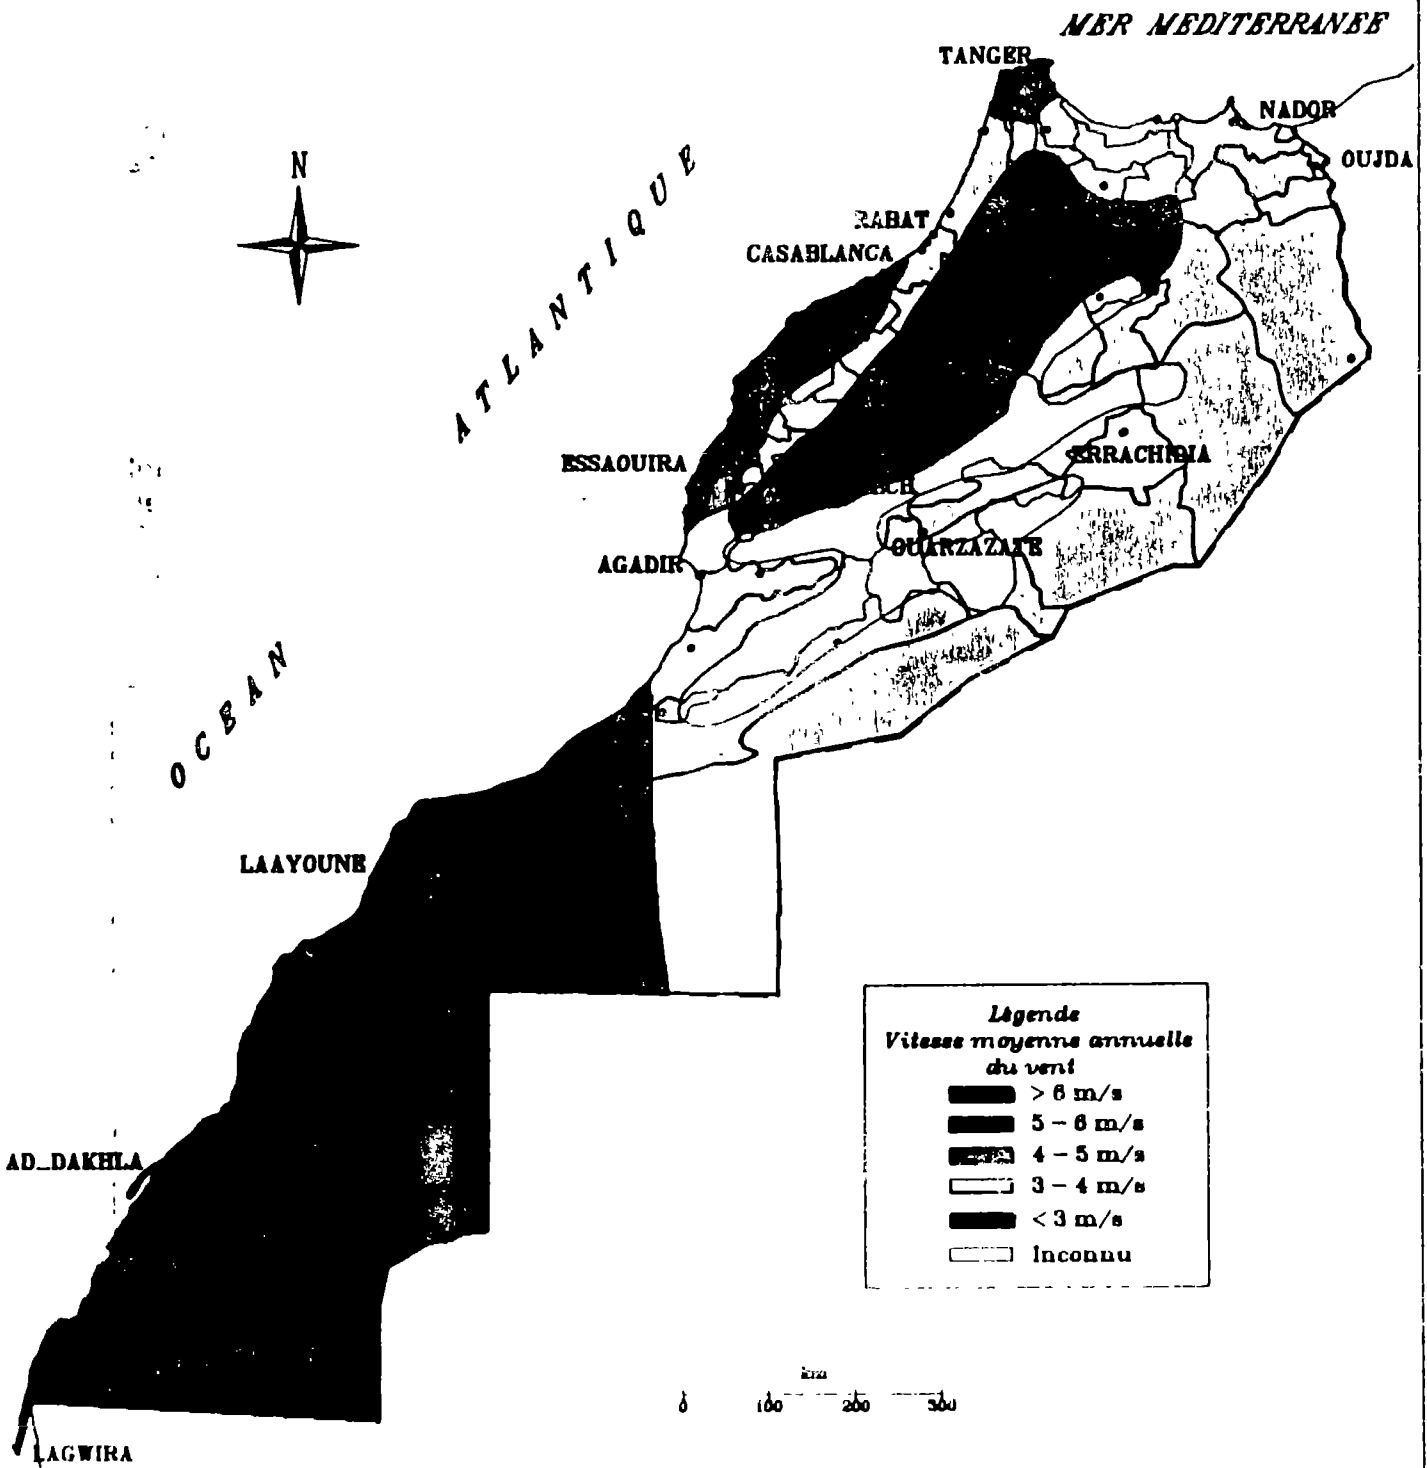 MER MEDITERRANEE
TANGER
NADOR
OUJDA
N
RABAT
CASABLANCA
ATLANTIQUE
ESSAOUIRA
ERRACHIDIA
OUARZAZATE
AGADIR
OCEAN
LAAYOUNE
Légende
Vitesse moyenne annuelle
du vent
> 6 m/s
5 - 6 m/s
4 - 5 m/s
3 - 4 m/s
< 3 m/s
Inconnu
AD_DAKHLA
km
0 100 200 300
LAGWIRA